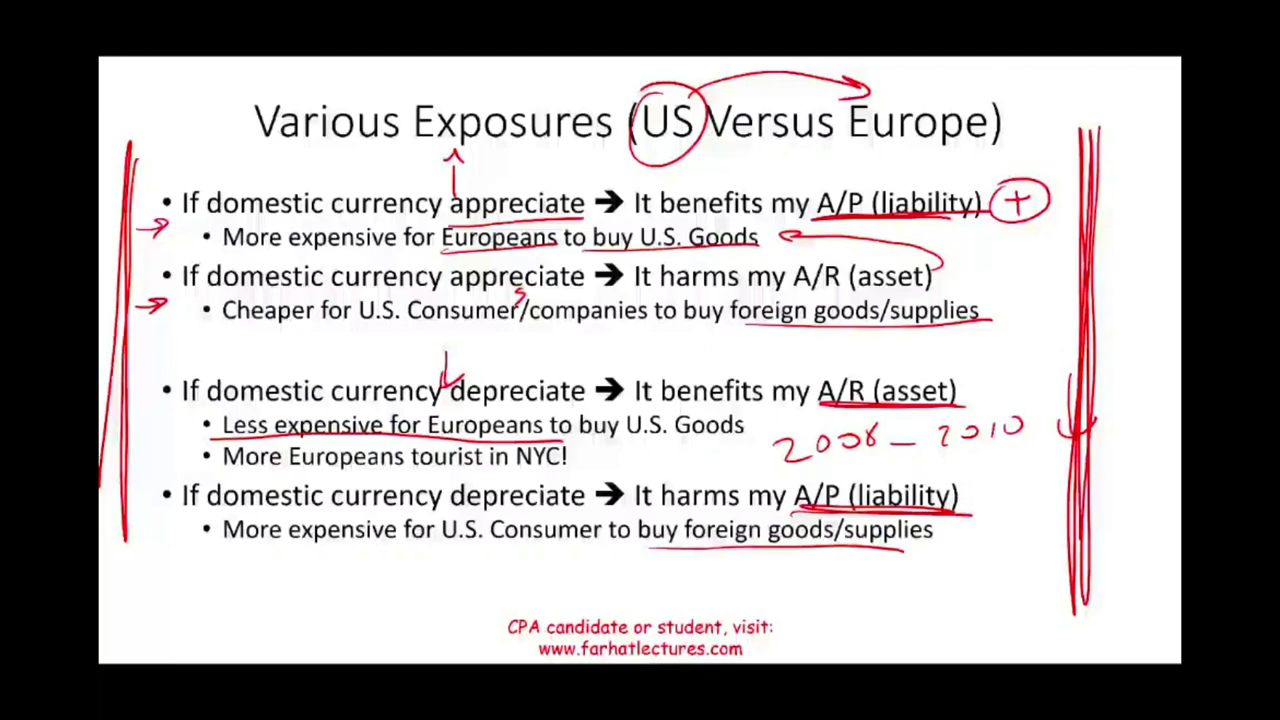 Various Exposures (US Versus Europe)
• If domestic currency appreciate → It benefits my A/P (liability) +
• More expensive for Europeans to buy U.S. Goods
• If domestic currency appreciate → It harms my A/R (asset)
• Cheaper for U.S. Consumers/companies to buy foreign goods/supplies
• If domestic currency depreciate → It benefits my A/R (asset)
• Less expensive for Europeans to buy U.S. Goods
2008 - 2010
• More Europeans tourist in NYC!
• If domestic currency depreciate → It harms my A/P (liability)
• More expensive for U.S. Consumer to buy foreign goods/supplies
CPA candidate or student, visit:
www.farhatlectures.com